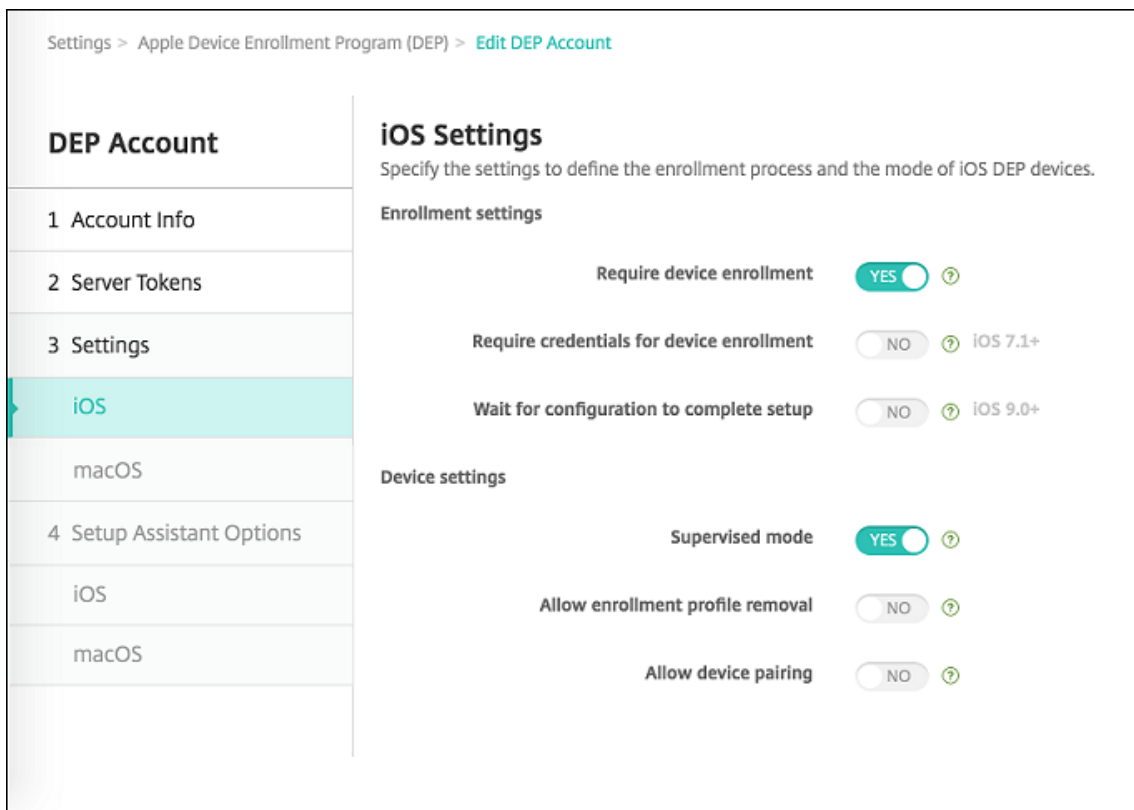 Settings > Apple Device Enrollment Program (DEP) > Edit DEP Account
DEP Account
1 Account Info
2 Server Tokens
3 Settings
iOS
macOS
4 Setup Assistant Options
iOS
macOS
iOS Settings
Specify the settings to define the enrollment process and the mode of iOS DEP devices.
Enrollment settings
Require device enrollment YES ?
Require credentials for device enrollment NO ? iOS 7.1+
Wait for configuration to complete setup NO ? iOS 9.0+
Device settings
Supervised mode YES ?
Allow enrollment profile removal NO ?
Allow device pairing NO ?